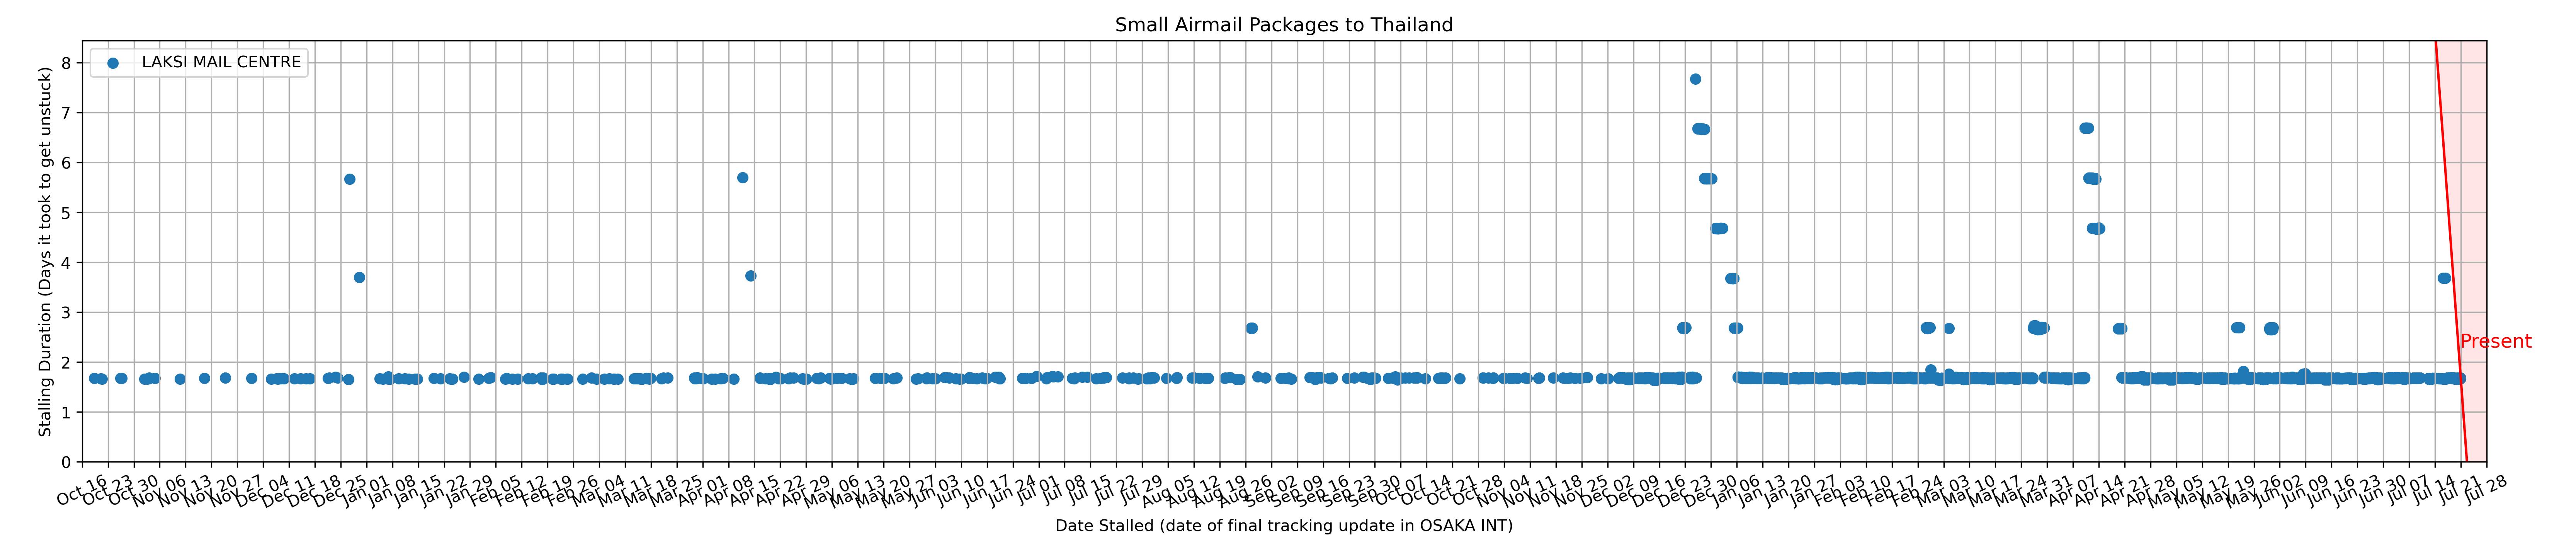 Small Airmail Packages to Thailand
LAKSI MAIL CENTRE
Stalling Duration (Days it took to get unstuck)
8
7
6
5
4
3
2
1
0
Present
Oct 16
Oct 23
Oct 30
Nov 06
Nov 13
Nov 20
Nov 27
Dec 04
Dec 11
Dec 18
Dec 25
Jan 01
Jan 08
Jan 15
Jan 22
Jan 29
Feb 05
Feb 12
Feb 19
Feb 26
Mar 04
Mar 11
Mar 18
Mar 25
Apr 01
Apr 08
Apr 15
Apr 22
Apr 29
May 06
May 13
May 20
May 27
Jun 03
Jun 10
Jun 17
Jun 24
Jul 01
Jul 08
Jul 15
Jul 22
Jul 29
Aug 05
Aug 12
Aug 19
Aug 26
Sep 02
Sep 09
Sep 16
Sep 23
Sep 30
Oct 07
Oct 14
Oct 21
Oct 28
Nov 04
Nov 11
Nov 18
Nov 25
Dec 02
Dec 09
Dec 16
Dec 23
Dec 30
Jan 06
Jan 13
Jan 20
Jan 27
Feb 03
Feb 10
Feb 17
Feb 24
Mar 03
Mar 10
Mar 17
Mar 24
Mar 31
Apr 07
Apr 14
Apr 21
Apr 28
May 05
May 12
May 19
May 26
Jun 02
Jun 09
Jun 16
Jun 23
Jun 30
Jul 07
Jul 14
Jul 21
Jul 28
Date Stalled (date of final tracking update in OSAKA INT)